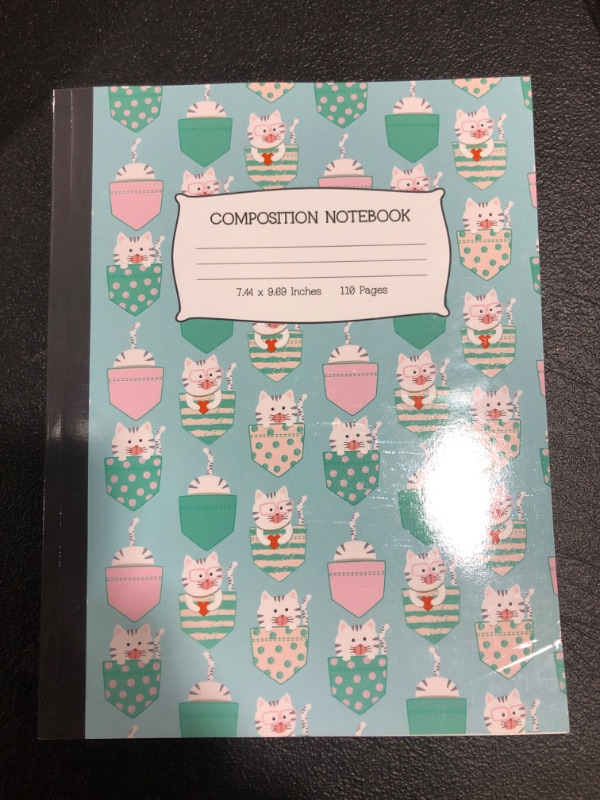 COMPOSITION NOTEBOOK
7.44 x 9.69 Inches 110 Pages